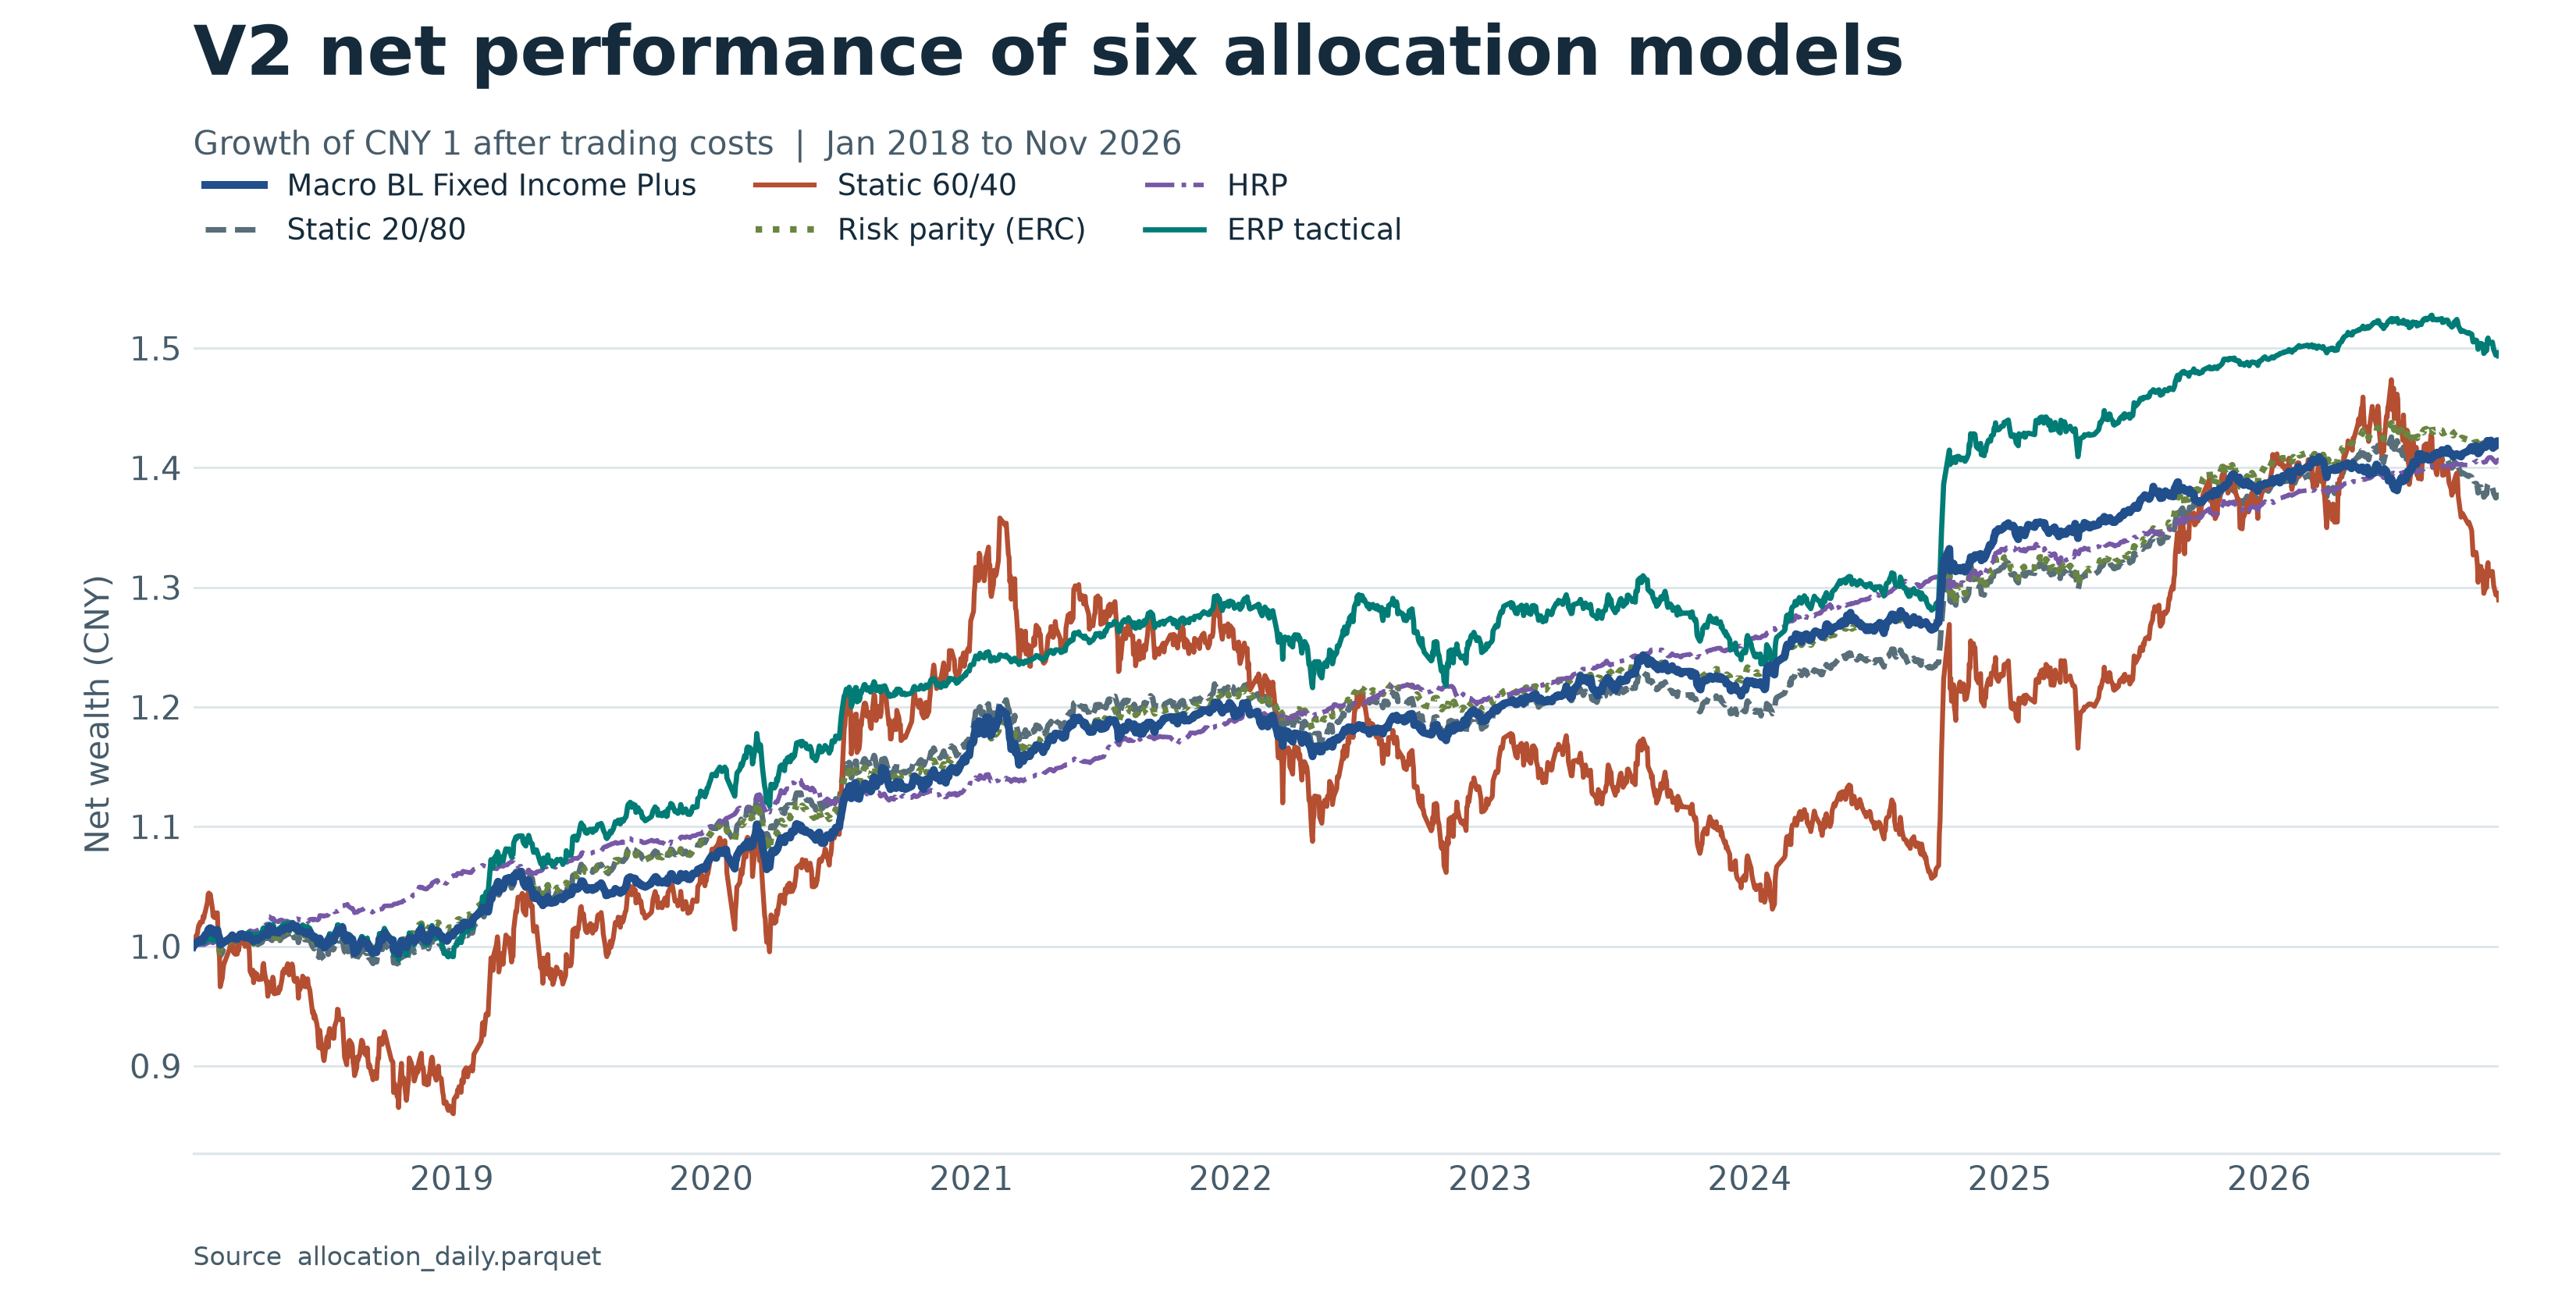 V2 net performance of six allocation models
Growth of CNY 1 after trading costs | Jan 2018 to Nov 2026
Macro BL Fixed Income Plus
Static 60/40
HRP
Static 20/80
Risk parity (ERC)
ERP tactical
Net wealth (CNY)
1.5
1.4
1.3
1.2
1.1
1.0
0.9
2019 2020 2021 2022 2023 2024 2025 2026
Source allocation_daily.parquet